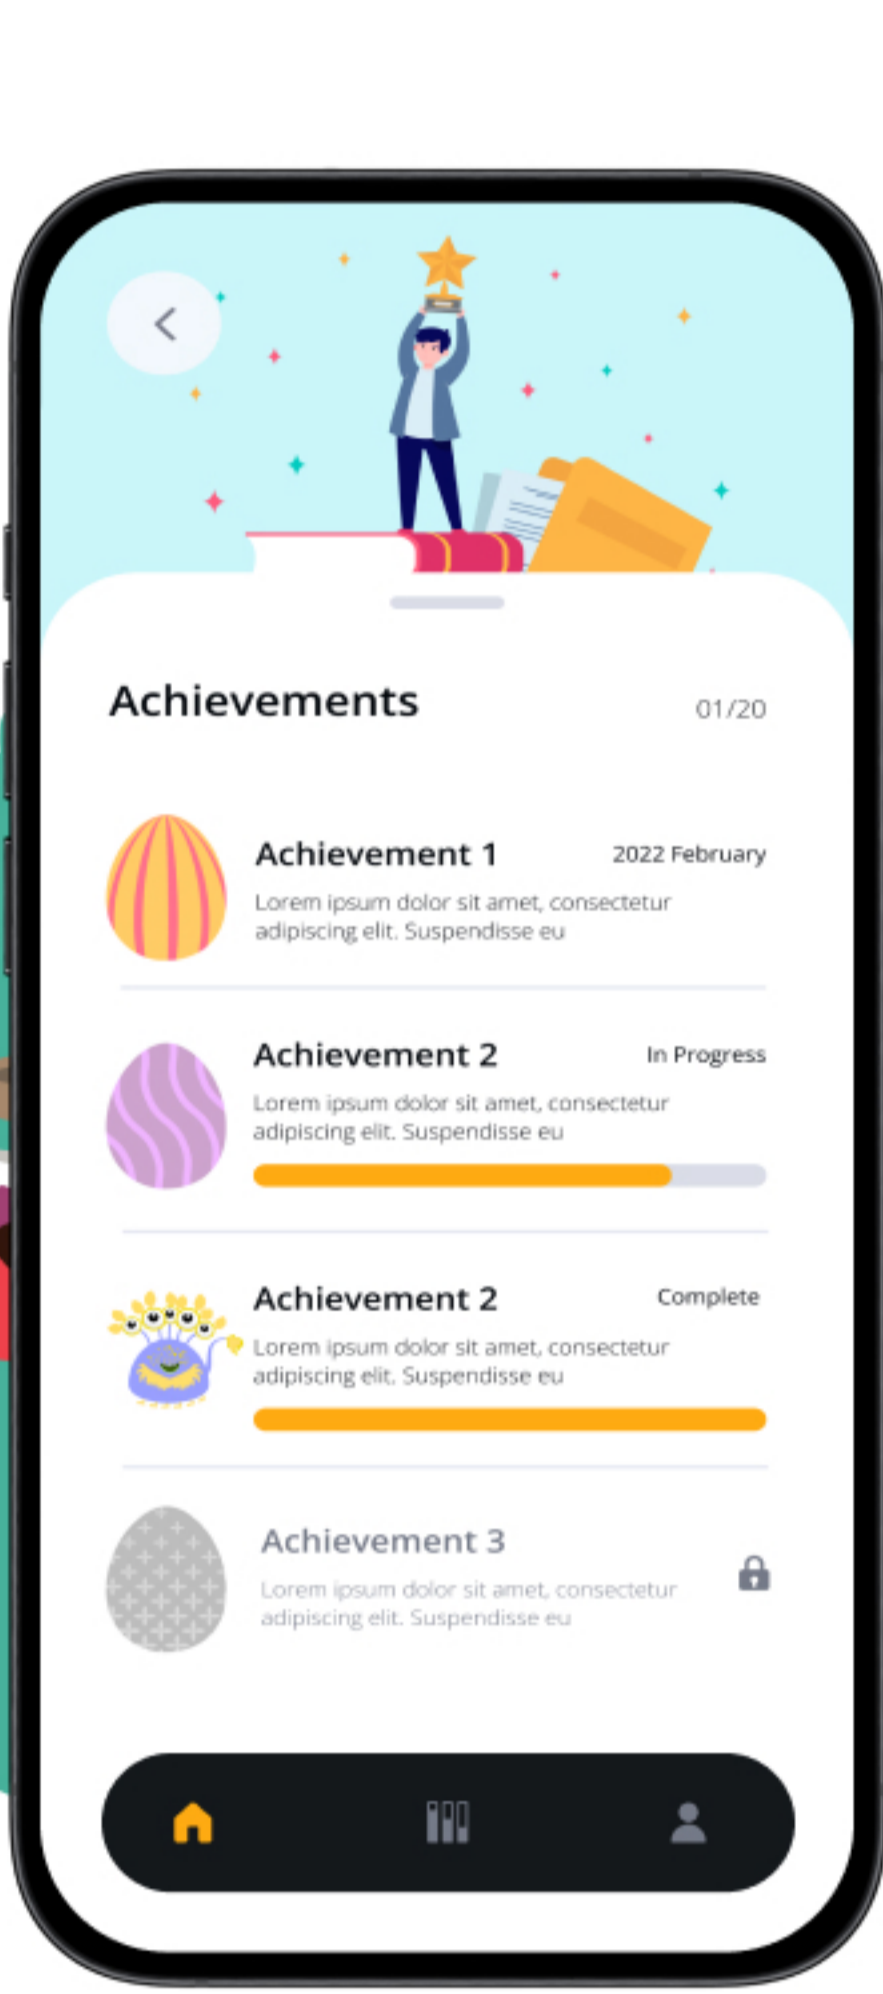 Achievements
01/20
Achievement 1
2022 February
Lorem ipsum dolor sit amet, consectetur
adipiscing elit. Suspendisse eu
Achievement 2
In Progress
Lorem ipsum dolor sit amet, consectetur
adipiscing elit. Suspendisse eu
Achievement 2
Complete
Lorem ipsum dolor sit amet, consectetur
adipiscing elit. Suspendisse eu
Achievement 3
Lorem ipsum dolor sit amet, consectetur
adipiscing elit. Suspendisse eu